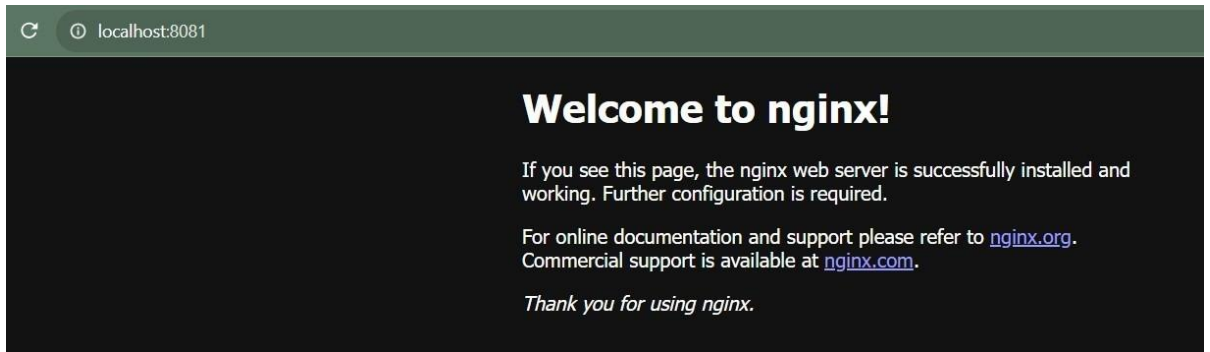 localhost:8081
Welcome to nginx!
If you see this page, the nginx web server is successfully installed and
working. Further configuration is required.
For online documentation and support please refer to nginx.org.
Commercial support is available at nginx.com.
Thank you for using nginx.